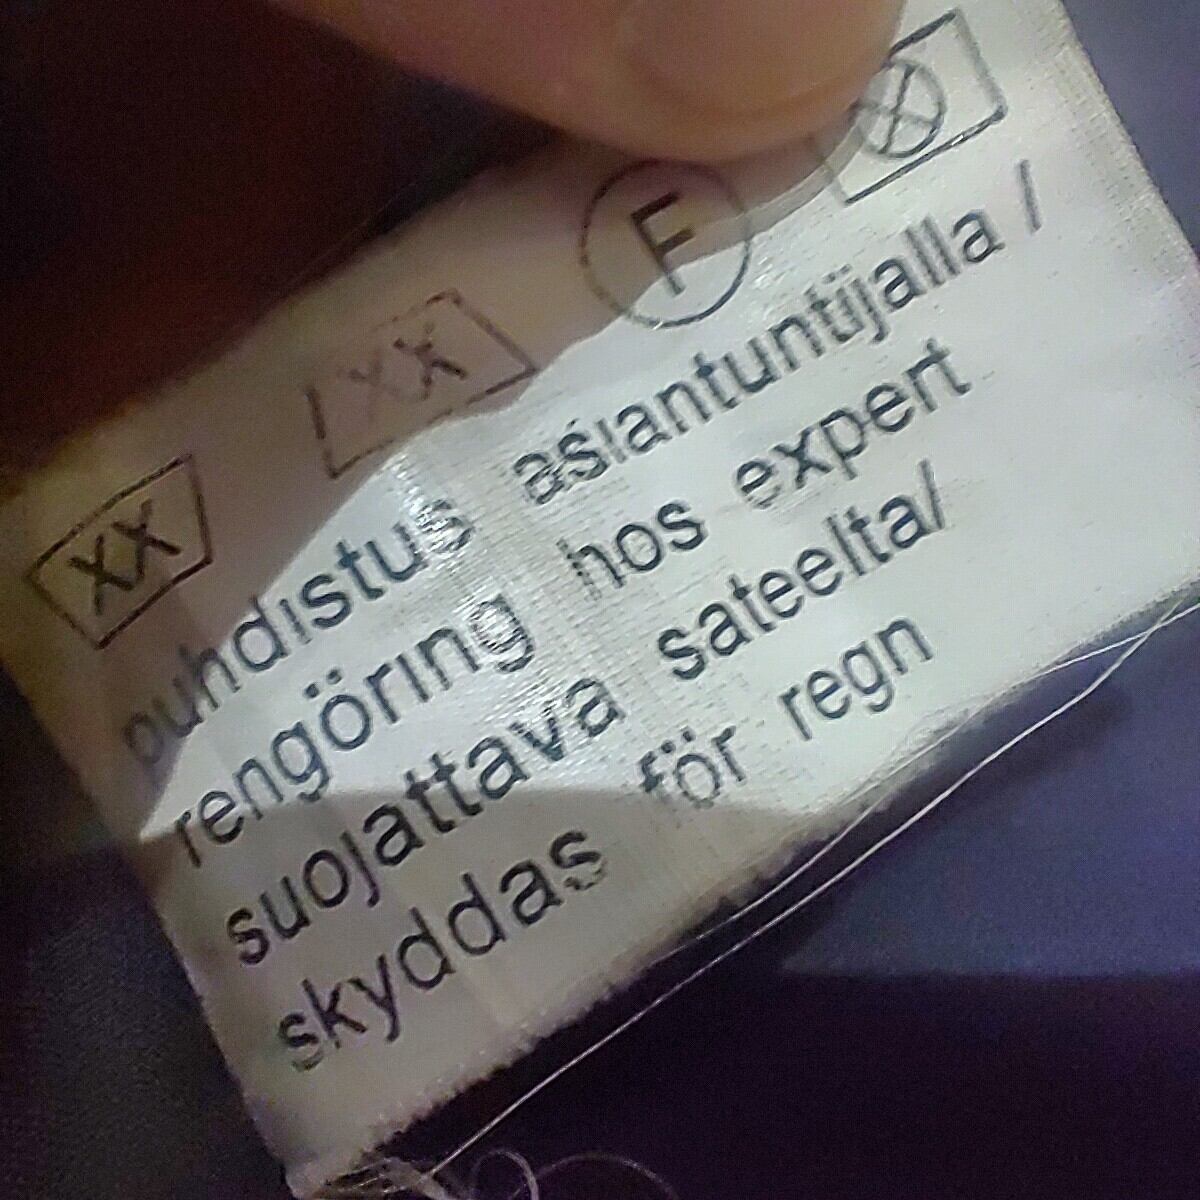 F
puhdistus asiantuntijalla /
rengöring hos expert
suojattava sateelta/
skyddas för regn